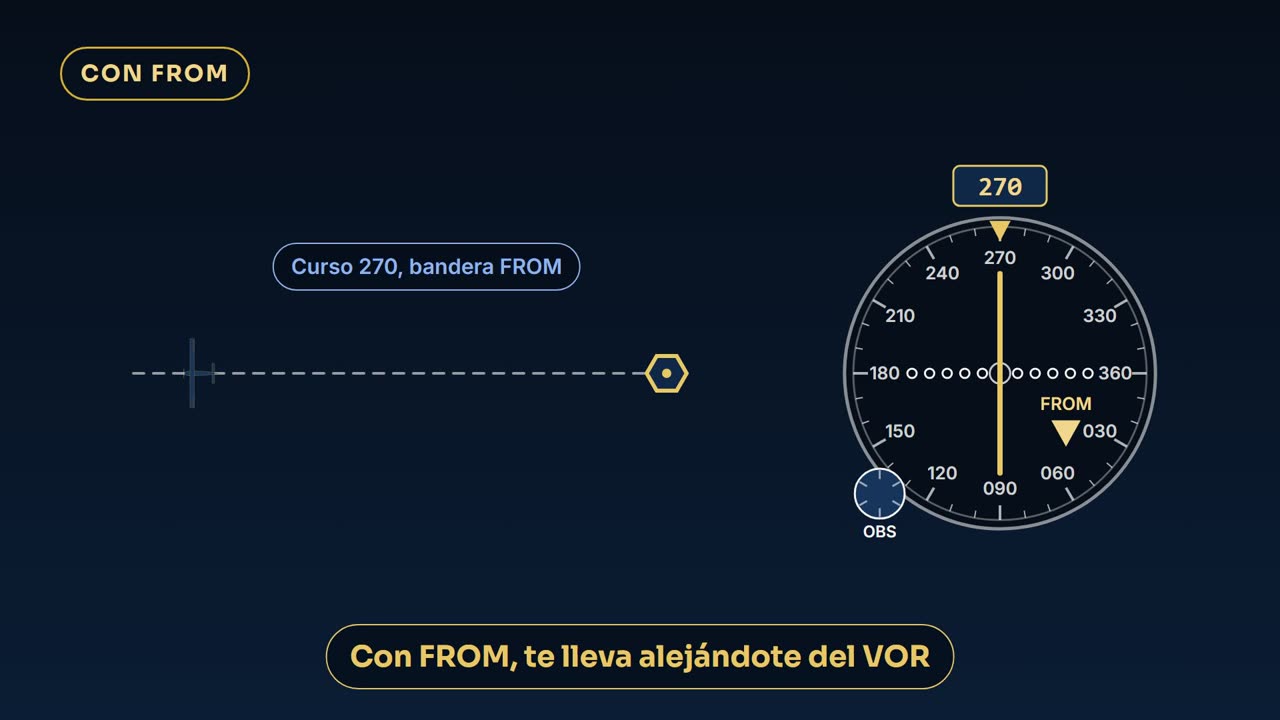 CON FROM
Curso 270, bandera FROM
270
270
240
300
210
330
180
360
FROM
150
030
120
060
090
OBS
Con FROM, te lleva alejándote del VOR